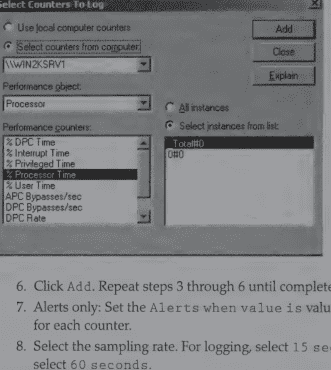 Select Counters To Log
Use local computer counters
Add
Select counters from computer:
Close
\\WIN2KSRV1
Explain
Performance object:
Processor
All instances
Performance counters:
Select instances from list:
% DPC Time
% Interrupt Time
% Privileged Time
% Processor Time
% User Time
APC Bypasses/sec
DPC Bypasses/sec
DPC Rate
_Total#0
0#0
6. Click Add. Repeat steps 3 through 6 until complete
7. Alerts only: Set the Alerts when value is
for each counter.
8. Select the sampling rate. For logging, select 15
select 60 seconds.